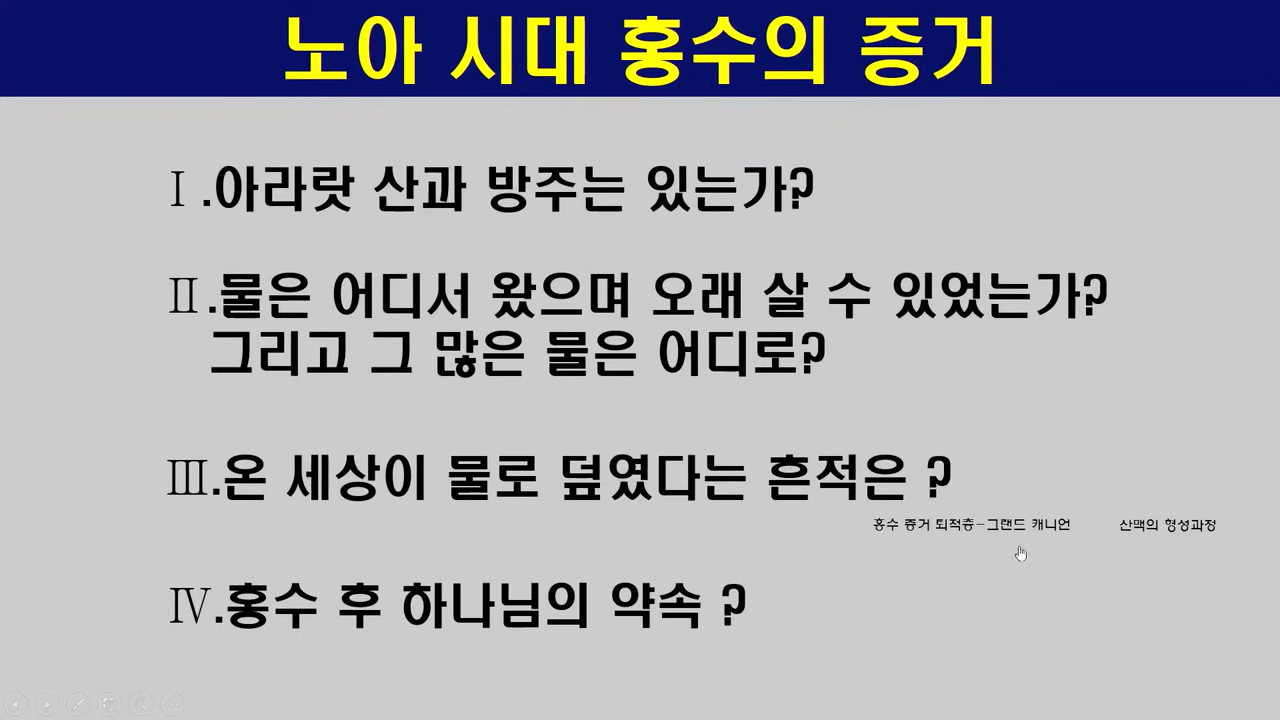 노아 시대 홍수의 증거
Ⅰ.아라랏 산과 방주는 있는가?
Ⅱ.물은 어디서 왔으며 오래 살 수 있었는가?
그리고 그 많은 물은 어디로?
Ⅲ.온 세상이 물로 덮였다는 흔적은 ?
홍수 증거 퇴적층-그랜드 캐니언 산맥의 형성과정
Ⅳ.홍수 후 하나님의 약속 ?